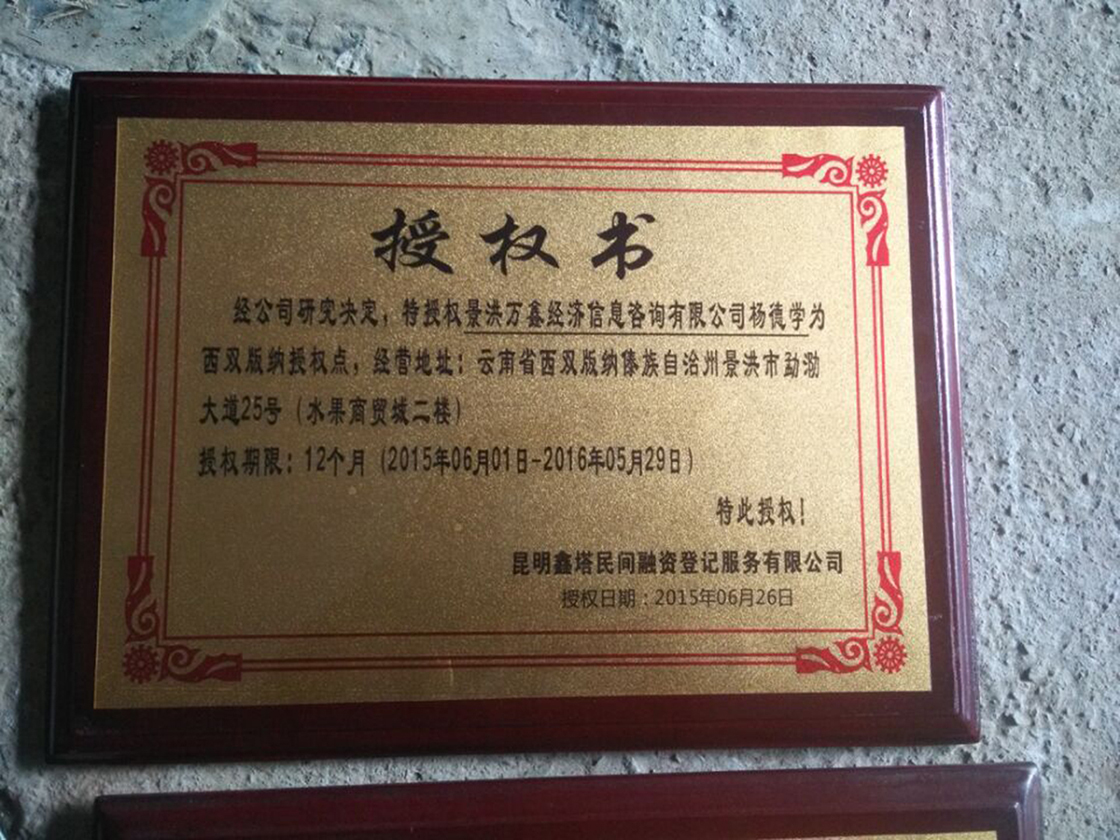 授权书
经公司研究决定，特授权景洪万鑫经济信息咨询有限公司杨德学为
西双版纳授权点，经营地址：云南省西双版纳傣族自治州景洪市勐泐
大道25号（水果商贸城二楼）
授权期限：12个月（2015年06月01日-2016年05月29日）
特此授权！
昆明鑫塔民间融资登记服务有限公司
授权日期：2015年06月26日